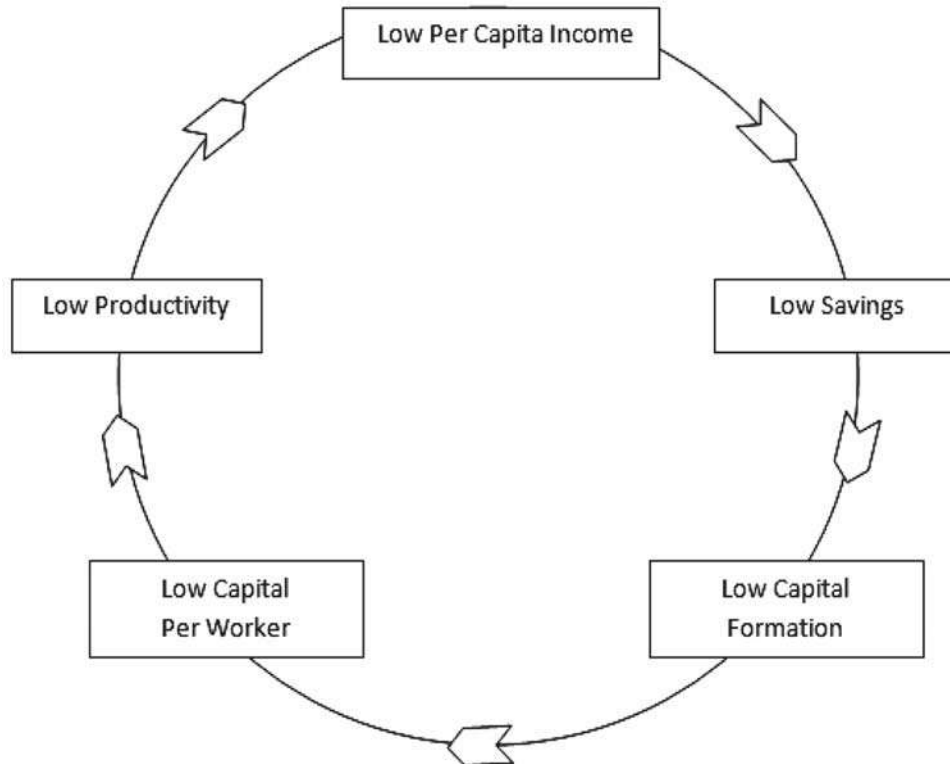 Low Per Capita Income
Low Productivity
Low Savings
Low Capital
Per Worker
Low Capital
Formation